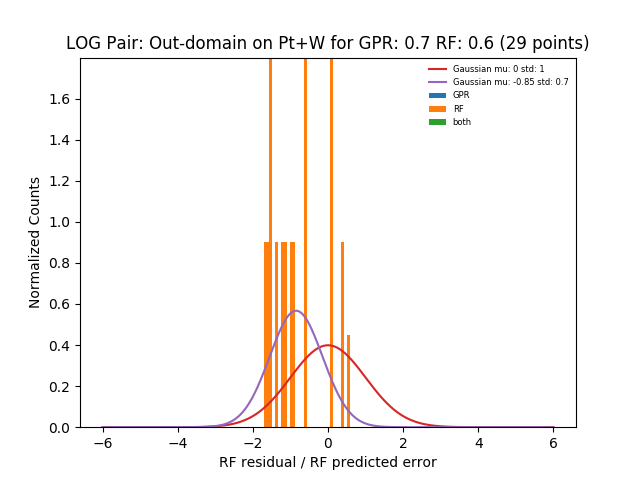 LOG Pair: Out-domain on Pt+W for GPR: 0.7 RF: 0.6 (29 points)
Gaussian mu: 0 std: 1
Gaussian mu: -0.85 std: 0.7
GPR
RF
both
Normalized Counts
1.6
1.4
1.2
1.0
0.8
0.6
0.4
0.2
0.0
−6 −4 −2 0 2 4 6
RF residual / RF predicted error